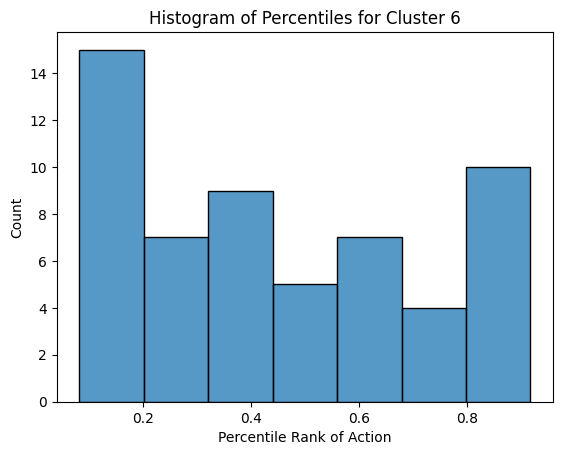 Histogram of Percentiles for Cluster 6
14
12
10
8
6
4
2
0
Count
0.2 0.4 0.6 0.8
Percentile Rank of Action